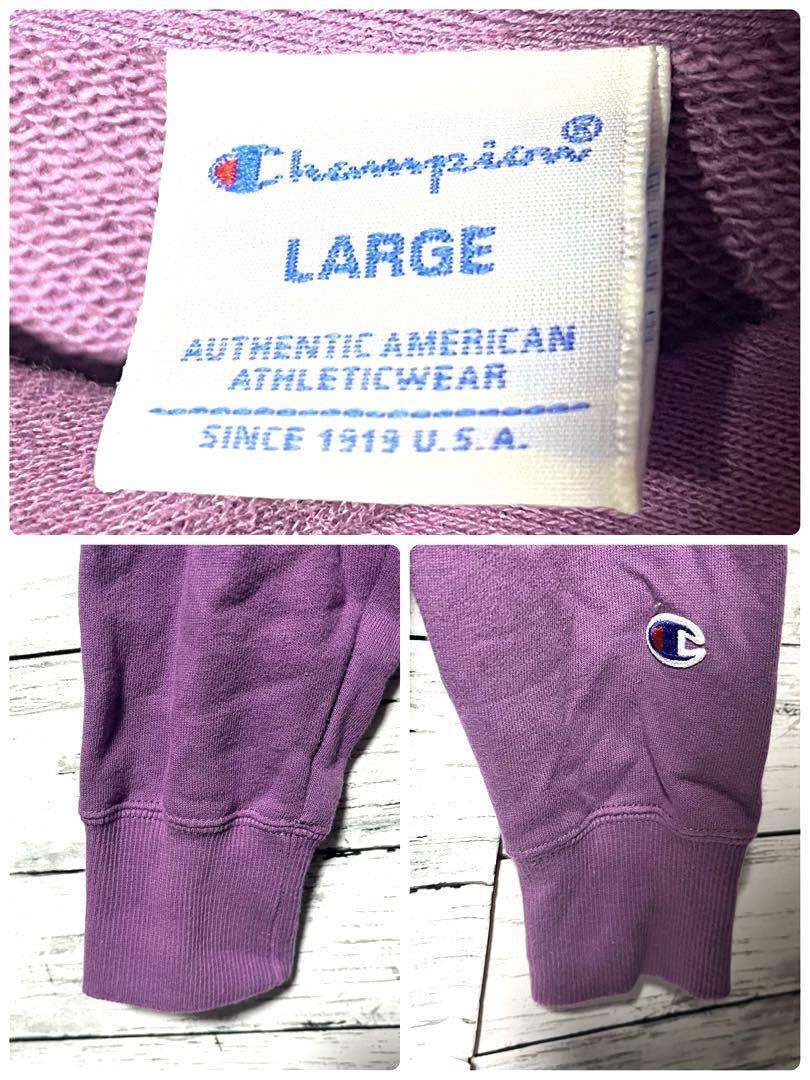 Champion®
LARGE
AUTHENTIC AMERICAN
ATHLETICWEAR
SINCE 1919 U.S.A.